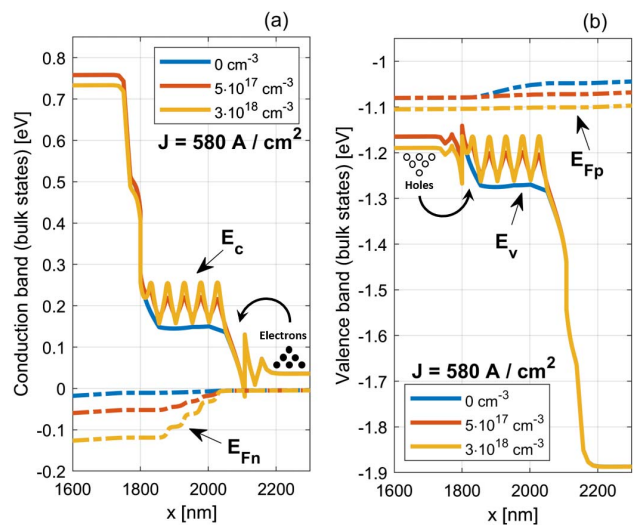 (a)
Conduction band (bulk states) [eV]
0.8
0.7
0.6
0.5
0.4
0.3
0.2
0.1
0
-0.1
-0.2
0 cm⁻³
5·10¹⁷ cm⁻³
3·10¹⁸ cm⁻³
J = 580 A / cm²
E_c
Electrons
E_Fn
1600 1800 2000 2200
x [nm]
(b)
Valence band (bulk states) [eV]
-1
-1.1
-1.2
-1.3
-1.4
-1.5
-1.6
-1.7
-1.8
-1.9
E_Fp
Holes
E_v
J = 580 A / cm²
0 cm⁻³
5·10¹⁷ cm⁻³
3·10¹⁸ cm⁻³
1600 1800 2000 2200
x [nm]